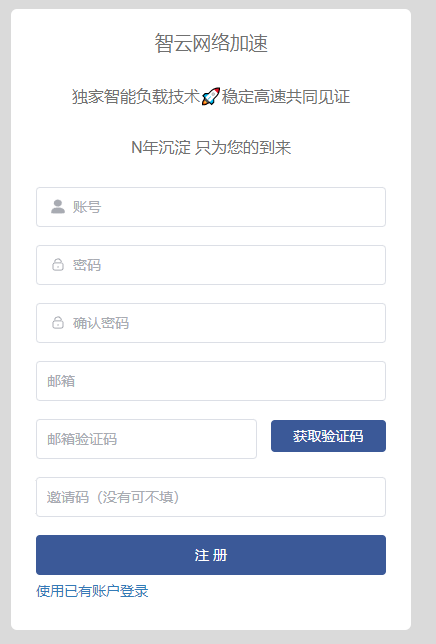 智云网络加速
独家智能负载技术🚀稳定高速共同见证
N年沉淀 只为您的到来
账号
密码
确认密码
邮箱
邮箱验证码
获取验证码
邀请码（没有可不填）
注 册
使用已有账户登录